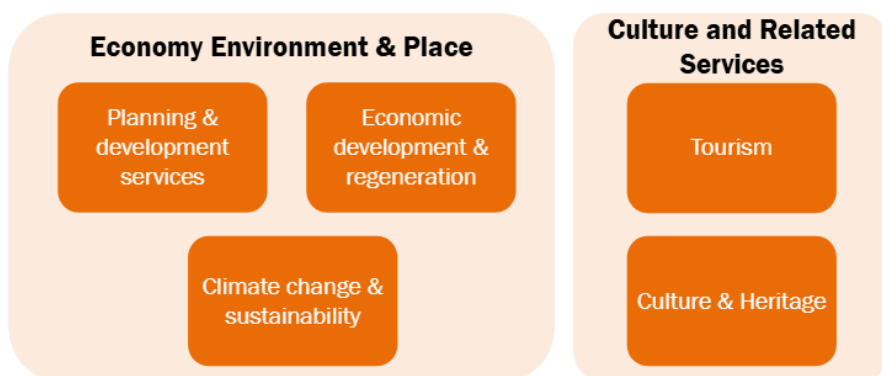 Economy Environment & Place
Planning &
development
services
Economic
development &
regeneration
Climate change &
sustainability
Culture and Related
Services
Tourism
Culture & Heritage